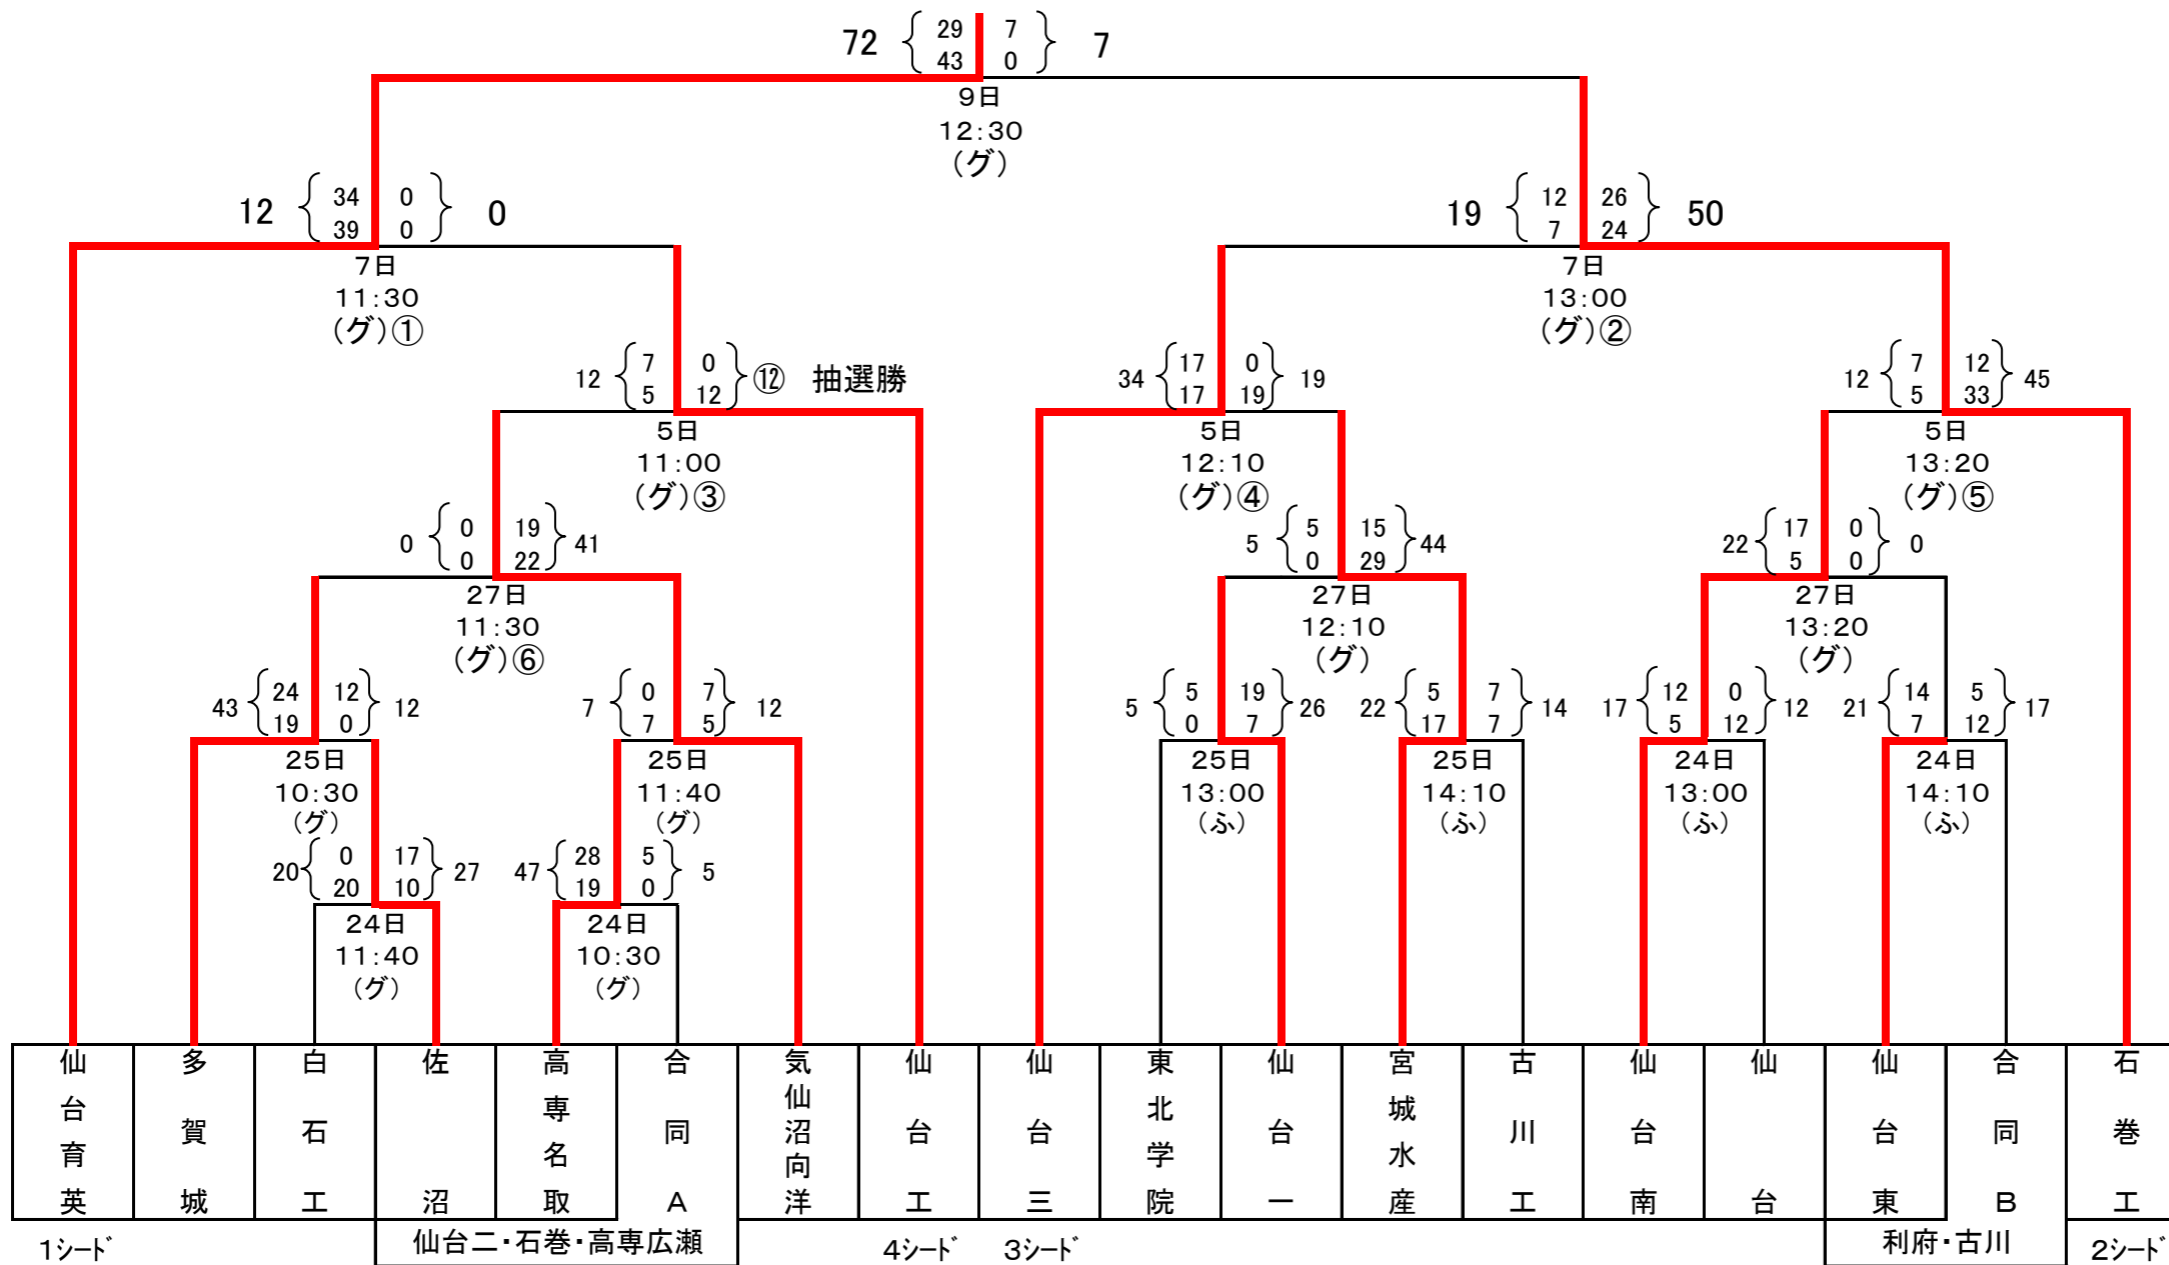 72 { 29 7 } 7
43 0
9日
12:30
(グ)
12 { 34 0 } 0
39 0
7日
11:30
(グ)①
19 { 12 26 } 50
7 24
7日
13:00
(グ)②
12 { 7 0 } ⑫ 抽選勝
5 12
5日
11:00
(グ)③
34 { 17 0 } 19
17 19
5日
12:10
(グ)④
12 { 7 12 } 45
5 33
5日
13:20
(グ)⑤
0 { 0 19 } 41
0 22
27日
11:30
(グ)⑥
5 { 5 15 } 44
0 29
27日
12:10
(グ)
22 { 17 0 } 0
5 0
27日
13:20
(グ)
43 { 24 12 } 12
19 0
25日
10:30
(グ)
7 { 0 7 } 12
7 5
25日
11:40
(グ)
5 { 5 19 } 26
0 7
25日
13:00
(ふ)
22 { 5 7 } 14
17 7
25日
14:10
(ふ)
17 { 12 0 } 12
5 12
24日
13:00
(ふ)
21 { 14 5 } 17
7 12
24日
14:10
(ふ)
20 { 0 17 } 27
20 10
24日
11:40
(グ)
47 { 28 5 } 5
19 0
24日
10:30
(グ)
仙台育英
多賀城
白石工
佐沼
高専名取
合同A
気仙沼向洋
仙台工
仙台三
東北学院
仙台一
宮城水産
古川工
仙台南
仙台
仙台東
合同B
石巻工
1シード
仙台二・石巻・高専広瀬
4シード
3シード
利府・古川
2シード